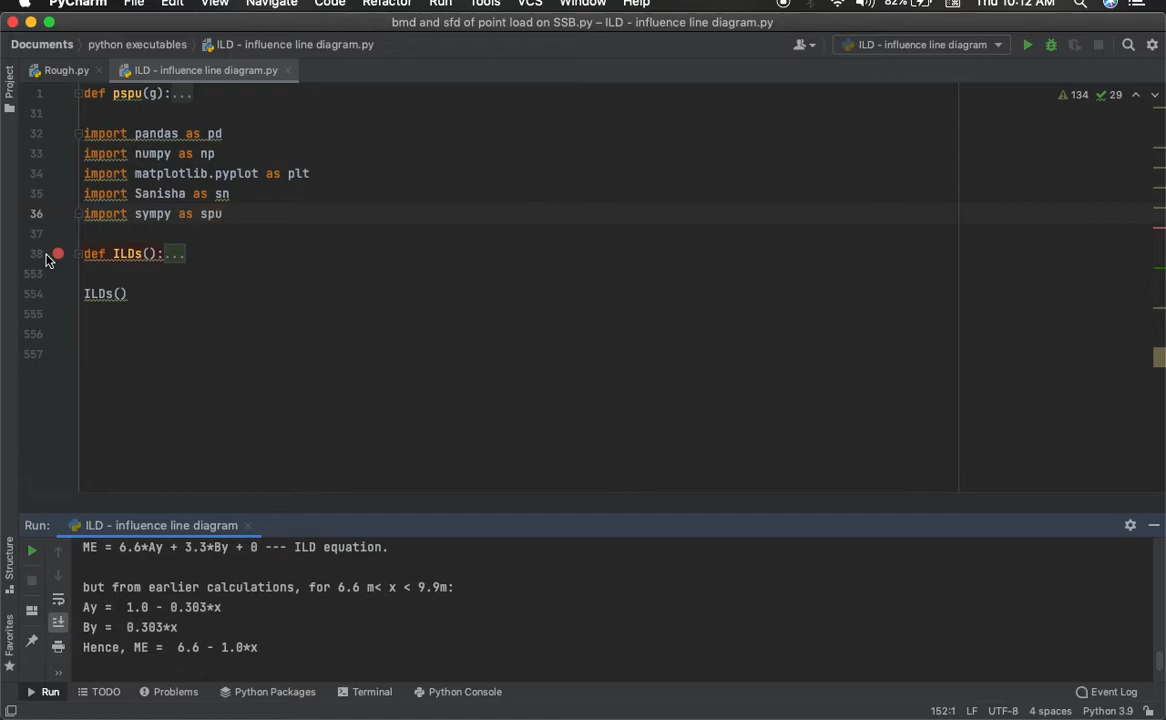 PyCharm File Edit View Navigate Code Refactor Run Tools VCS Window Help 82% Thu 10:12 AM
bmd and sfd of point load on SSB.py – ILD - influence line diagram.py
Documents python executables ILD - influence line diagram.py ILD - influence line diagram
Project
Rough.py ILD - influence line diagram.py
1 def pspu(g):... 134 29
31
32 import pandas as pd
33 import numpy as np
34 import matplotlib.pyplot as plt
35 import Sanisha as sn
36 import sympy as spu
37
38 def ILDs():...
553
554 ILDs()
555
556
557
Run: ILD - influence line diagram
Structure
Favorites
ME = 6.6*Ay + 3.3*By + 0 --- ILD equation.
but from earlier calculations, for 6.6 m< x < 9.9m:
Ay = 1.0 - 0.303*x
By = 0.303*x
Hence, ME = 6.6 - 1.0*x
Run TODO Problems Python Packages Terminal Python Console Event Log
152:1 LF UTF-8 4 spaces Python 3.9